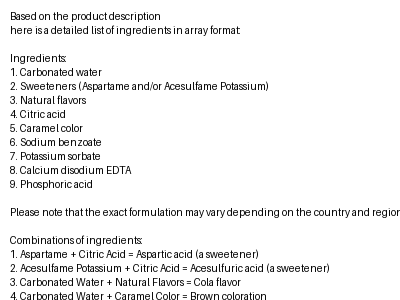 Based on the product description
here is a detailed list of ingredients in array format:
Ingredients:
1. Carbonated water
2. Sweeteners (Aspartame and/or Acesulfame Potassium)
3. Natural flavors
4. Citric acid
5. Caramel color
6. Sodium benzoate
7. Potassium sorbate
8. Calcium disodium EDTA
9. Phosphoric acid
Please note that the exact formulation may vary depending on the country and
Combinations of ingredients:
1. Aspartame + Citric Acid = Aspartic acid (a sweetener)
2. Acesulfame Potassium + Citric Acid = Acesulfuric acid (a sweetener)
3. Carbonated Water + Natural Flavors = Cola flavor
4. Carbonated Water + Caramel Color = Brown coloration